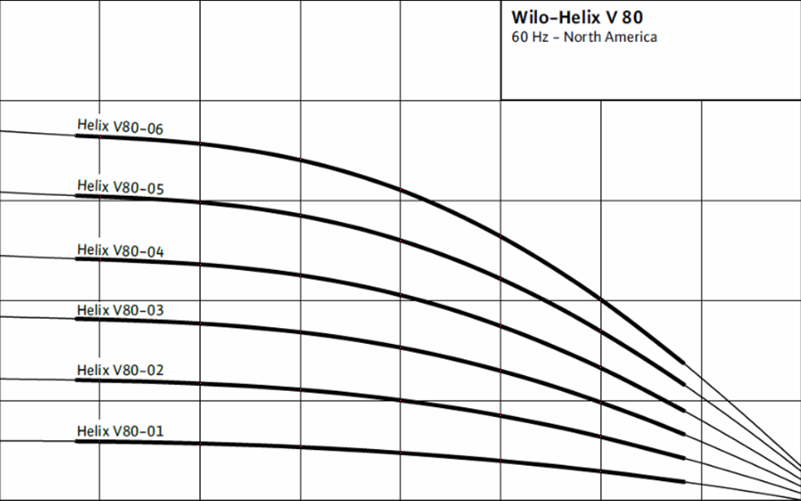 Wilo-Helix V 80
60 Hz – North America
Helix V80-06
Helix V80-05
Helix V80-04
Helix V80-03
Helix V80-02
Helix V80-01